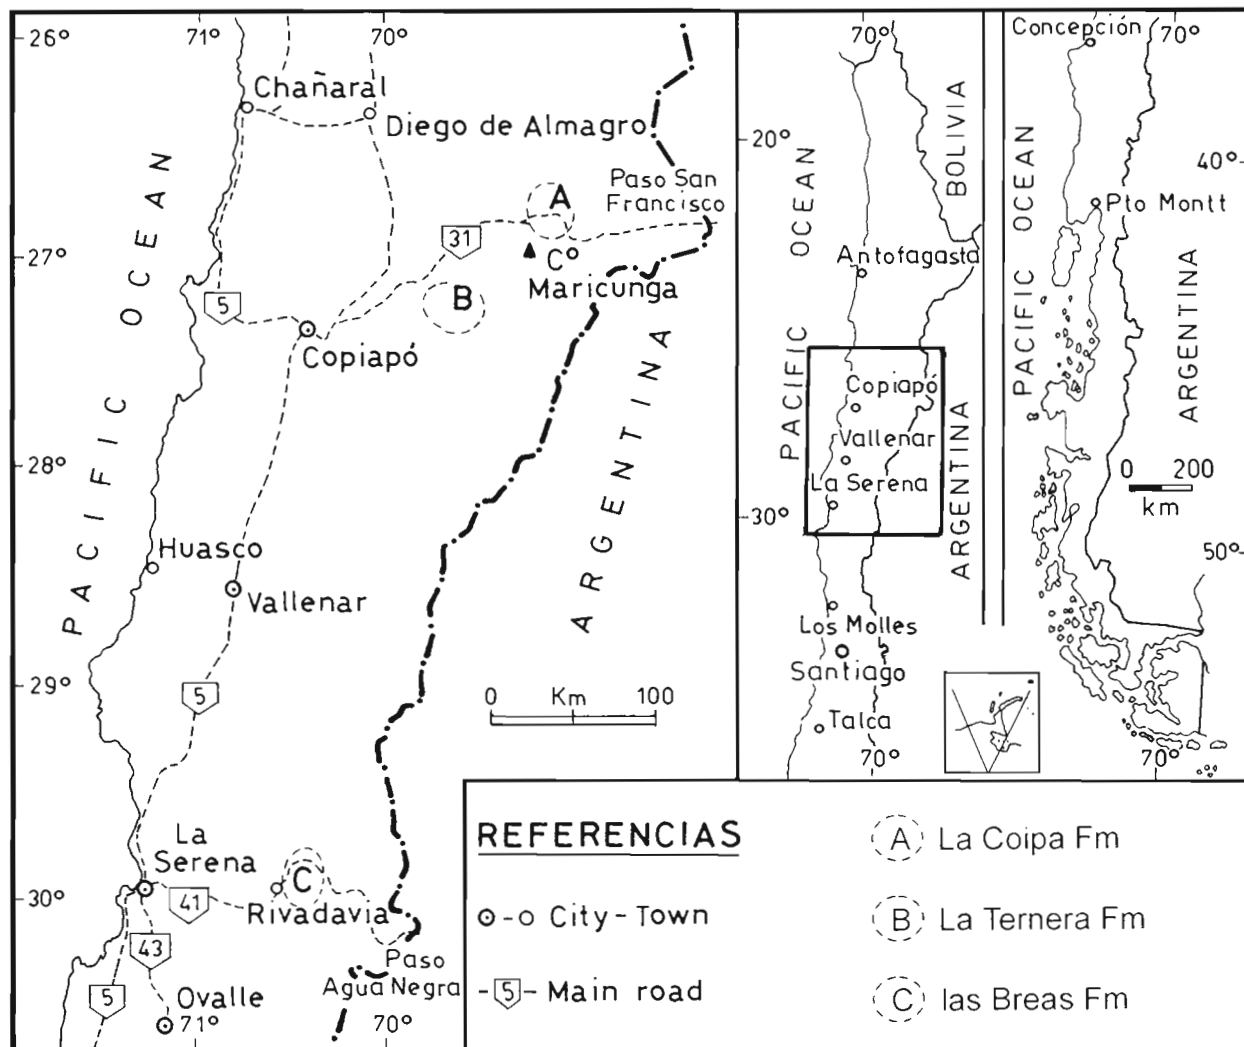 26°
71°
70°
Chañaral
Diego de Almagro
Paso San
Francisco
A
31
27°
C°
Maricunga
5
B
Copiapó
PACIFIC OCEAN
ARGENTINA
28°
Huasco
Vallenar
29°
5
0 Km 100
La
Serena
C
41
Rivadavia
30°
43
Paso
Agua Negra
5
Ovalle
71°
70°
70°
20°
BOLIVIA
PACIFIC OCEAN
Antofagasta
Copiapó
Vallenar
La Serena
ARGENTINA
30°
Los Molles
Santiago
Talca
70°
Concepción
70°
40°
PACIFIC OCEAN
Pto Montt
ARGENTINA
0 200
km
50°
70°
REFERENCIAS
City-Town
5 Main road
A La Coipa Fm
B La Ternera Fm
C las Breas Fm